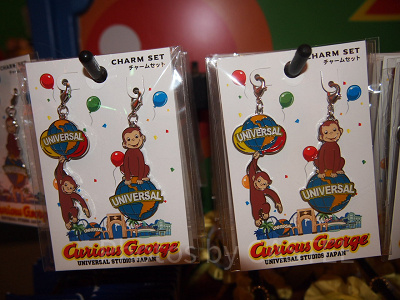 CHARM SET
チャームセット
UNIVERSAL
UNIVERSAL
Curious George
UNIVERSAL STUDIOS JAPAN
CHARM SET
チャームセット
UNIVERSAL
UNIVERSAL
Curious George
UNIVERSAL STUDIOS JAPAN